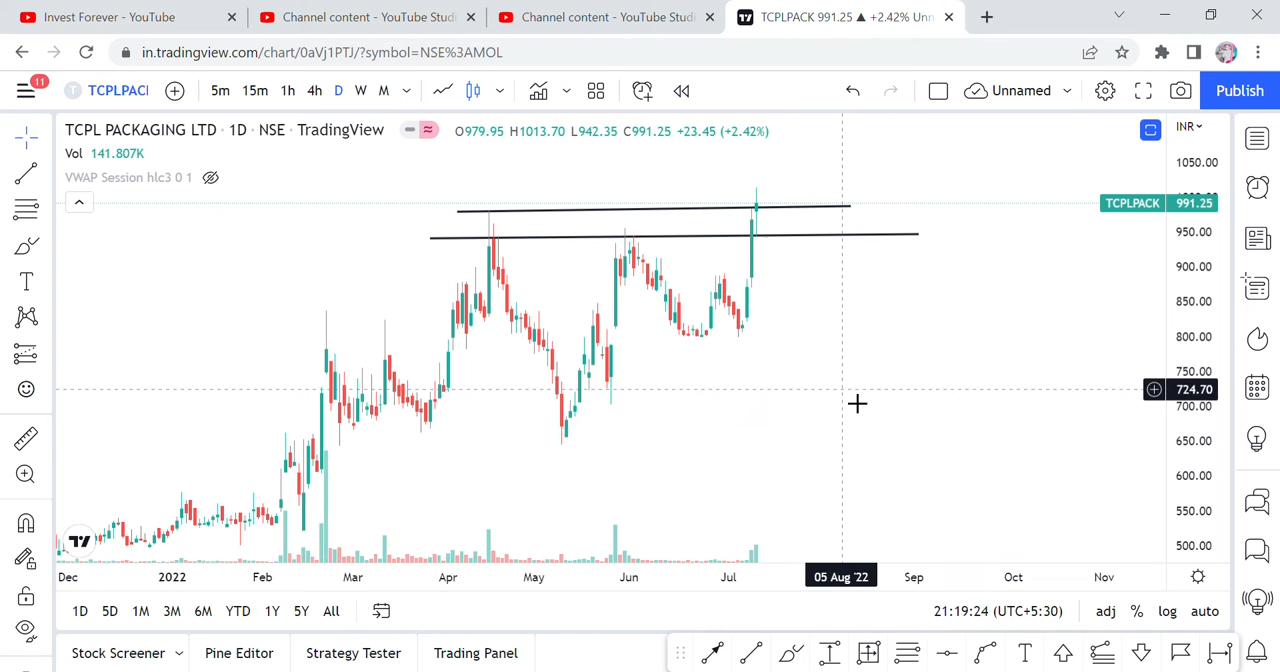 Invest Forever - YouTube
Channel content - YouTube Studi
Channel content - YouTube Studi
TCPLPACK 991.25 ▲ +2.42% Unn
in.tradingview.com/chart/0aVj1PTJ/?symbol=NSE%3AMOL
11
T TCPLPACI 5m 15m 1h 4h D W M Unnamed Publish
TCPL PACKAGING LTD · 1D · NSE · TradingView O979.95 H1013.70 L942.35 C991.25 +23.45 (+2.42%) INR
Vol 141.807K
VWAP Session hlc3 0 1
1050.00
TCPLPACK 991.25
950.00
900.00
850.00
800.00
750.00
724.70
700.00
650.00
600.00
550.00
500.00
Dec 2022 Feb Mar Apr May Jun Jul 05 Aug '22 Sep Oct Nov
1D 5D 1M 3M 6M YTD 1Y 5Y All 21:19:24 (UTC+5:30) adj % log auto
Stock Screener Pine Editor Strategy Tester Trading Panel T